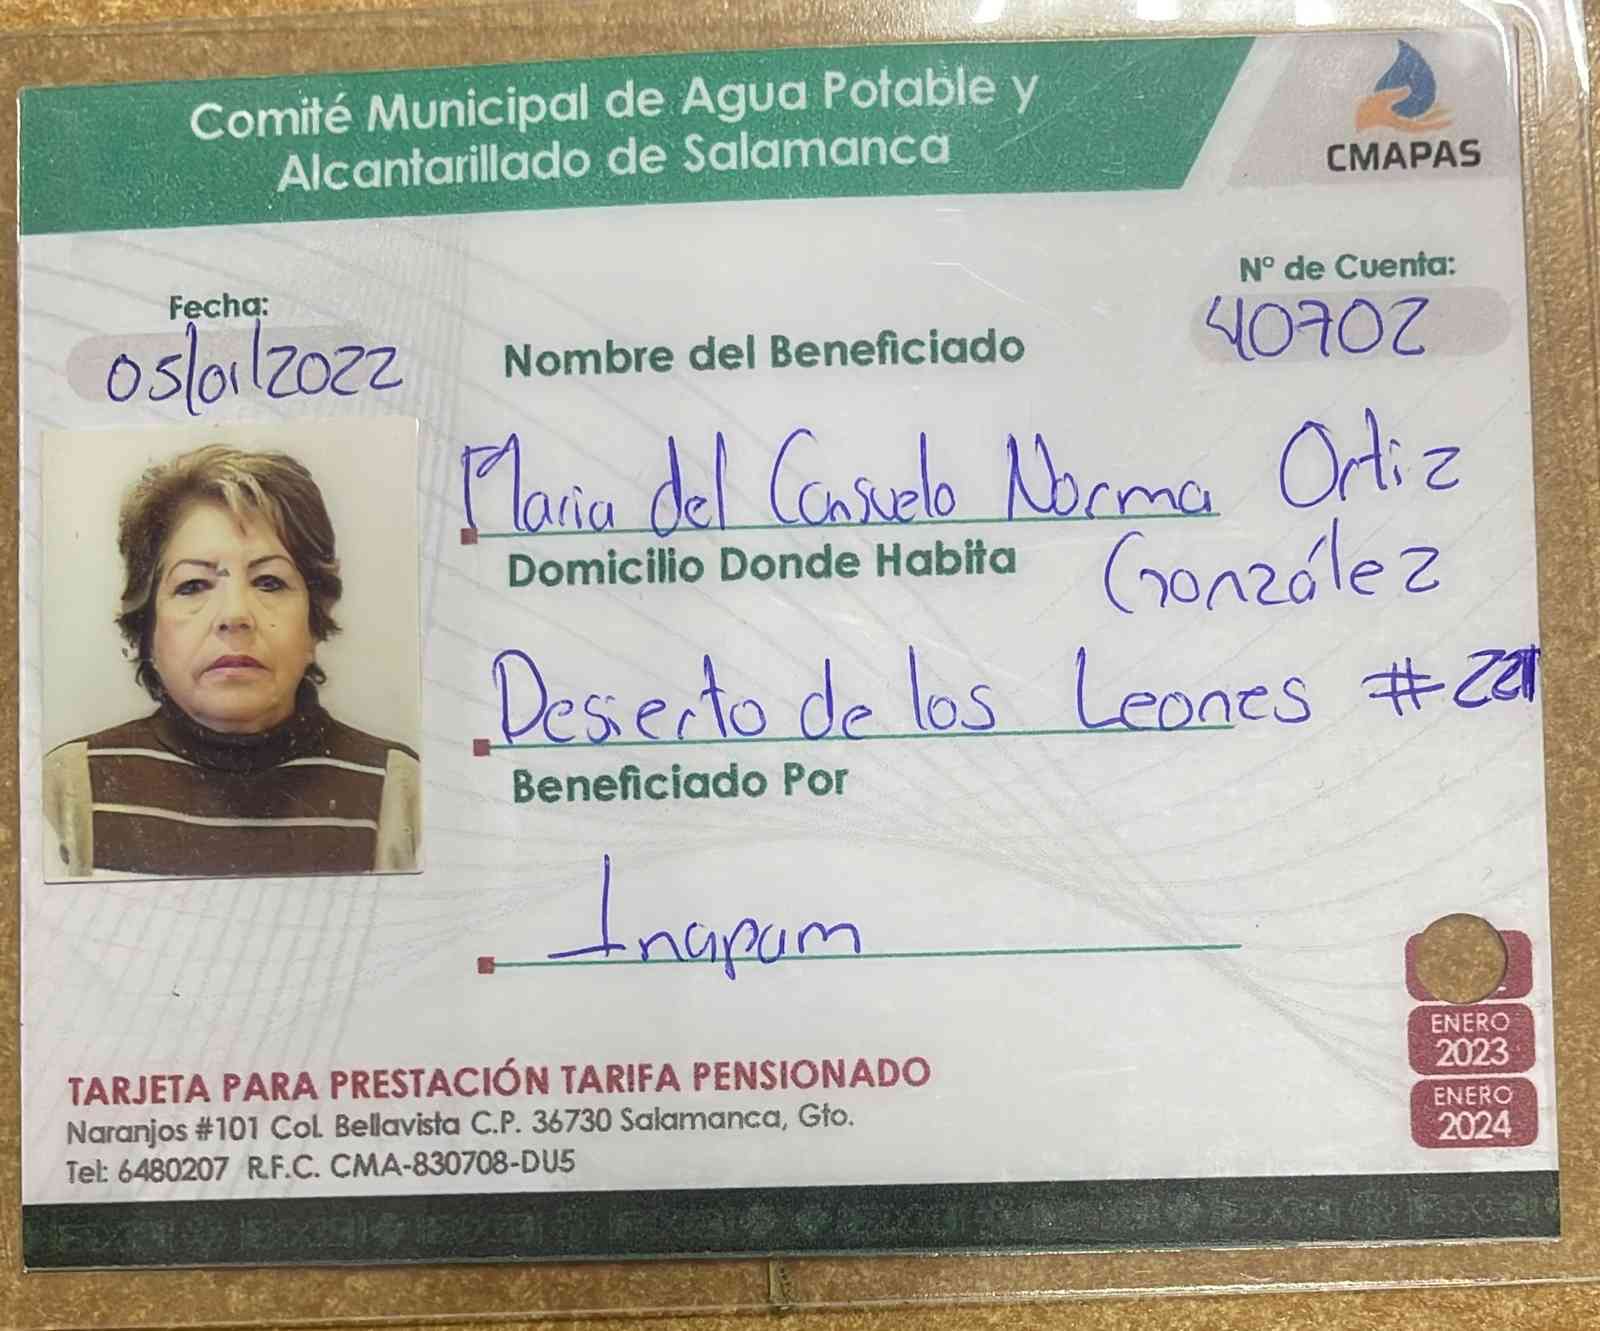 Comité Municipal de Agua Potable y
Alcantarillado de Salamanca
CMAPAS
Fecha:
05/01/2022
N° de Cuenta:
40702
Nombre del Beneficiado
Maria del Consuelo Norma Ortiz
González
Domicilio Donde Habita
Desierto de los Leones #221
Beneficiado Por
Inapam
ENERO
2023
ENERO
2024
TARJETA PARA PRESTACIÓN TARIFA PENSIONADO
Naranjos #101 Col. Bellavista C.P. 36730 Salamanca, Gto.
Tel: 6480207 R.F.C. CMA-830708-DU5